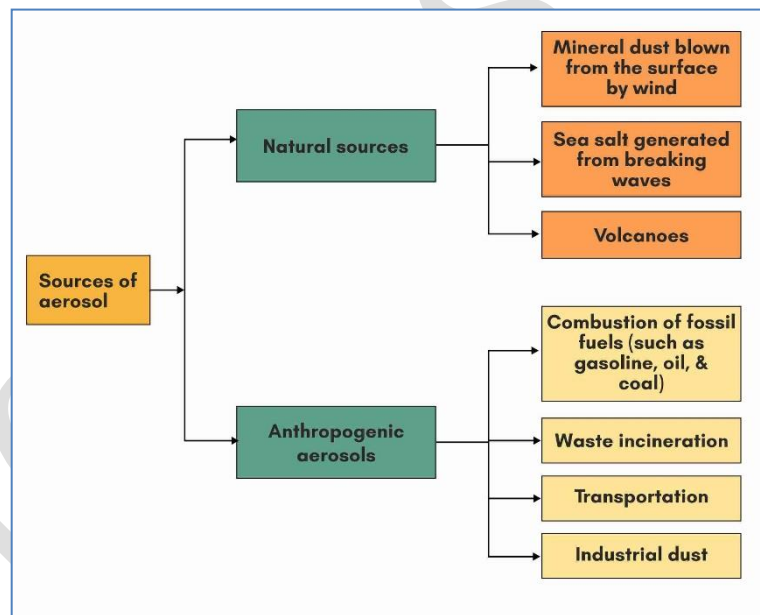 Mineral dust blown
from the surface
by wind
Natural sources
Sea salt generated
from breaking
waves
Volcanoes
Sources of
aerosol
Combustion of fossil
fuels (such as
gasoline, oil, &
coal)
Anthropogenic
aerosols
Waste incineration
Transportation
Industrial dust